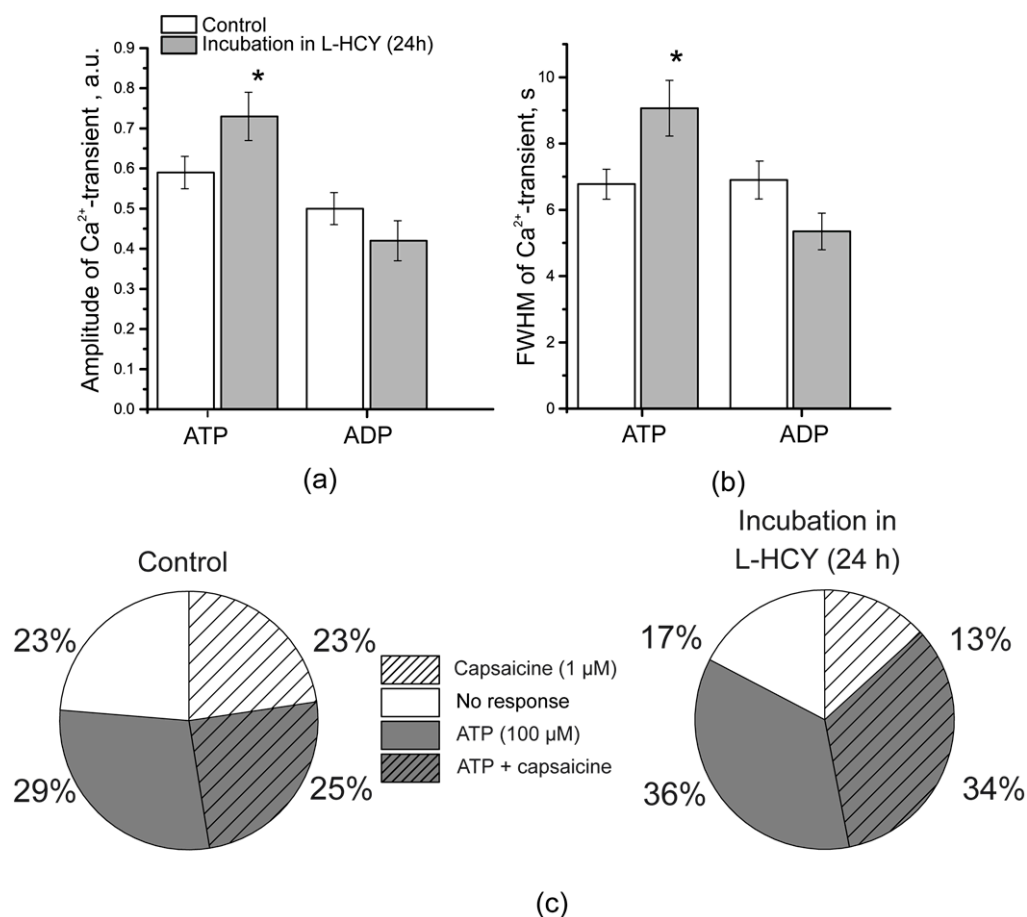 Control
Incubation in L-HCY (24h)
Amplitude of Ca²⁺-transient , a.u.
0.9
0.8
0.7
0.6
0.5
0.4
0.3
0.2
0.1
0.0
*
ATP
ADP
(a)
FWHM of Ca²⁺-transient, s
10
8
6
4
2
0
*
ATP
ADP
(b)
Control
23%
23%
29%
25%
Capsaicine (1 µM)
No response
ATP (100 µM)
ATP + capsaicine
Incubation in
L-HCY (24 h)
17%
13%
36%
34%
(c)